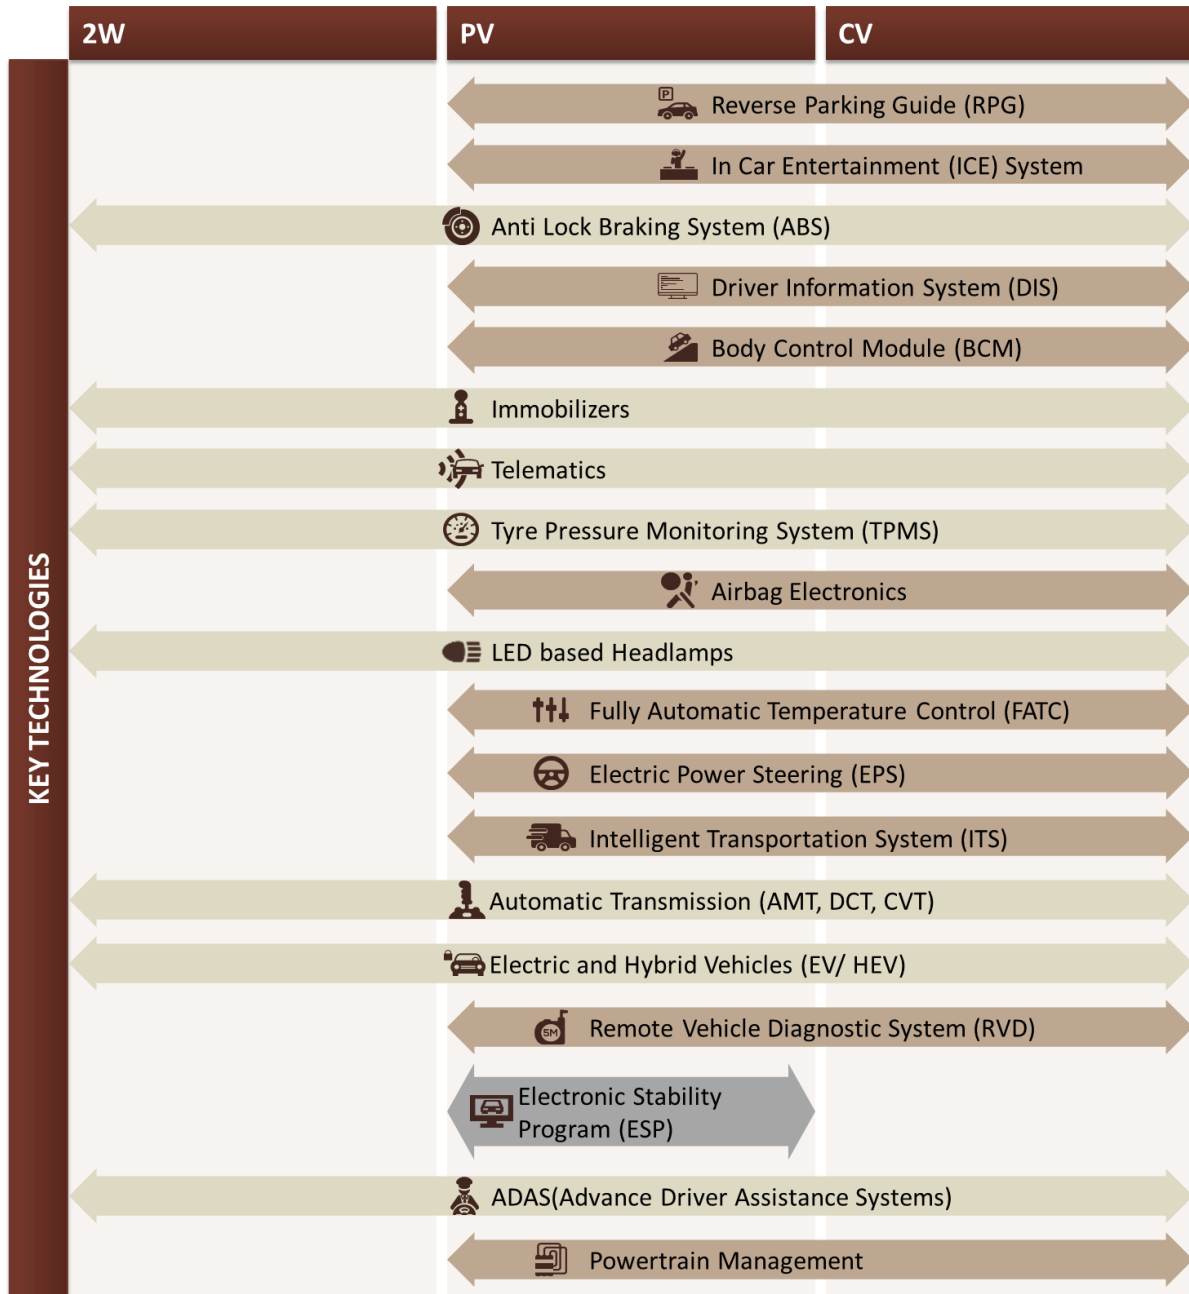 2W
PV
CV
KEY TECHNOLOGIES
P
Reverse Parking Guide (RPG)
In Car Entertainment (ICE) System
Anti Lock Braking System (ABS)
Driver Information System (DIS)
Body Control Module (BCM)
Immobilizers
Telematics
Tyre Pressure Monitoring System (TPMS)
Airbag Electronics
LED based Headlamps
Fully Automatic Temperature Control (FATC)
Electric Power Steering (EPS)
Intelligent Transportation System (ITS)
Automatic Transmission (AMT, DCT, CVT)
Electric and Hybrid Vehicles (EV/ HEV)
SM
Remote Vehicle Diagnostic System (RVD)
Electronic Stability
Program (ESP)
ADAS(Advance Driver Assistance Systems)
Powertrain Management